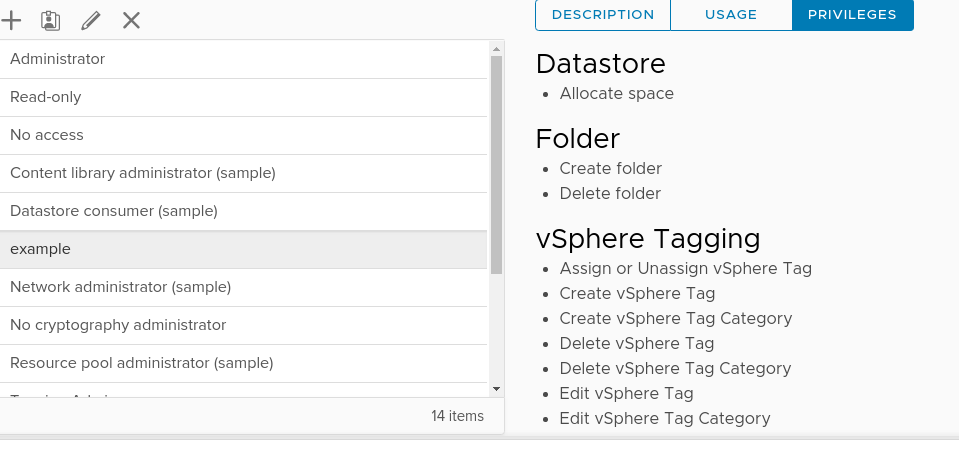 Administrator
Read-only
No access
Content library administrator (sample)
Datastore consumer (sample)
example
Network administrator (sample)
No cryptography administrator
Resource pool administrator (sample)
14 items
DESCRIPTION
USAGE
PRIVILEGES
Datastore
Allocate space
Folder
Create folder
Delete folder
vSphere Tagging
Assign or Unassign vSphere Tag
Create vSphere Tag
Create vSphere Tag Category
Delete vSphere Tag
Delete vSphere Tag Category
Edit vSphere Tag
Edit vSphere Tag Category